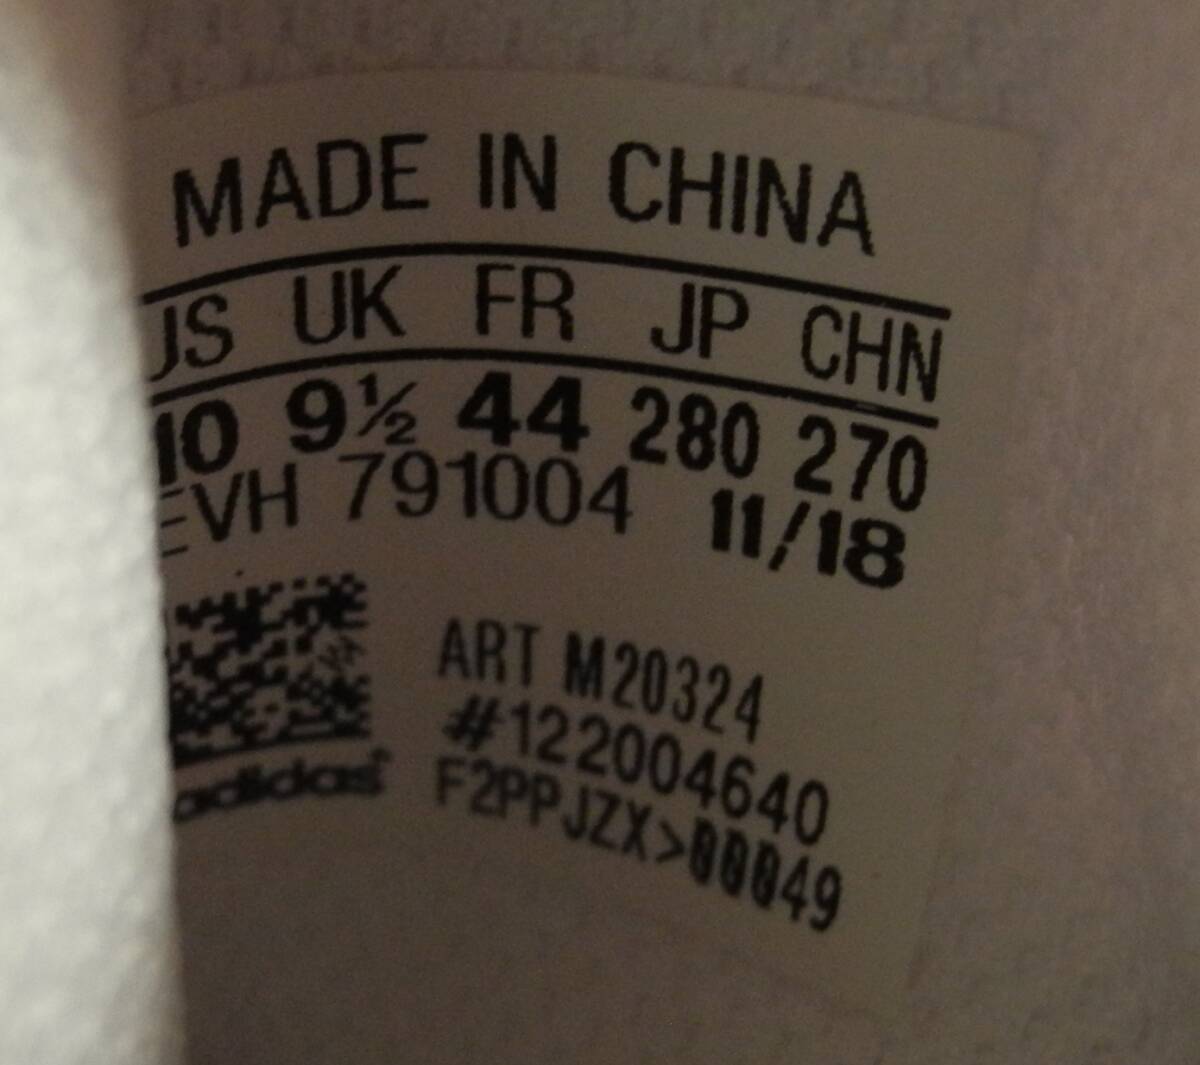 MADE IN CHINA
US UK FR JP CHN
10 9½ 44 280 270
EVH 791004 11/18
ART M20324
#122004640
F2PPJZX>00049
adidas